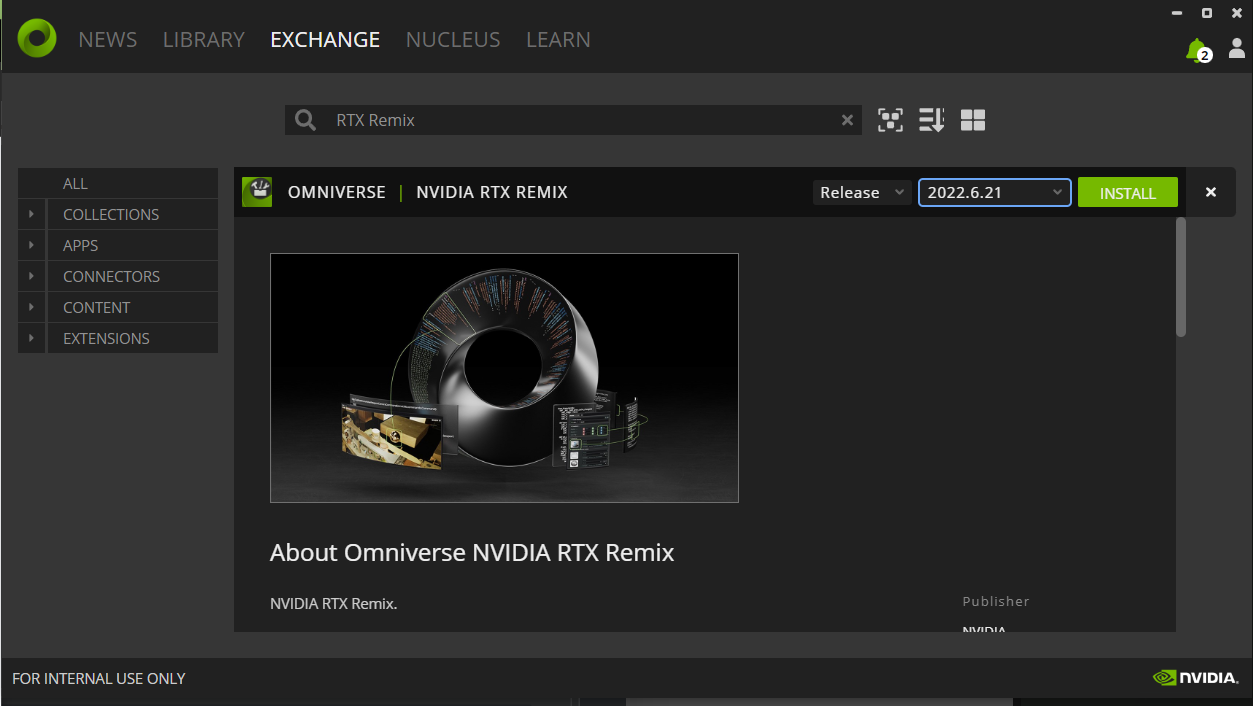 NEWS LIBRARY EXCHANGE NUCLEUS LEARN
2
RTX Remix
ALL
COLLECTIONS
APPS
CONNECTORS
CONTENT
EXTENSIONS
OMNIVERSE | NVIDIA RTX REMIX
Release
2022.6.21
INSTALL
About Omniverse NVIDIA RTX Remix
NVIDIA RTX Remix.
Publisher
NVIDIA
FOR INTERNAL USE ONLY
NVIDIA.